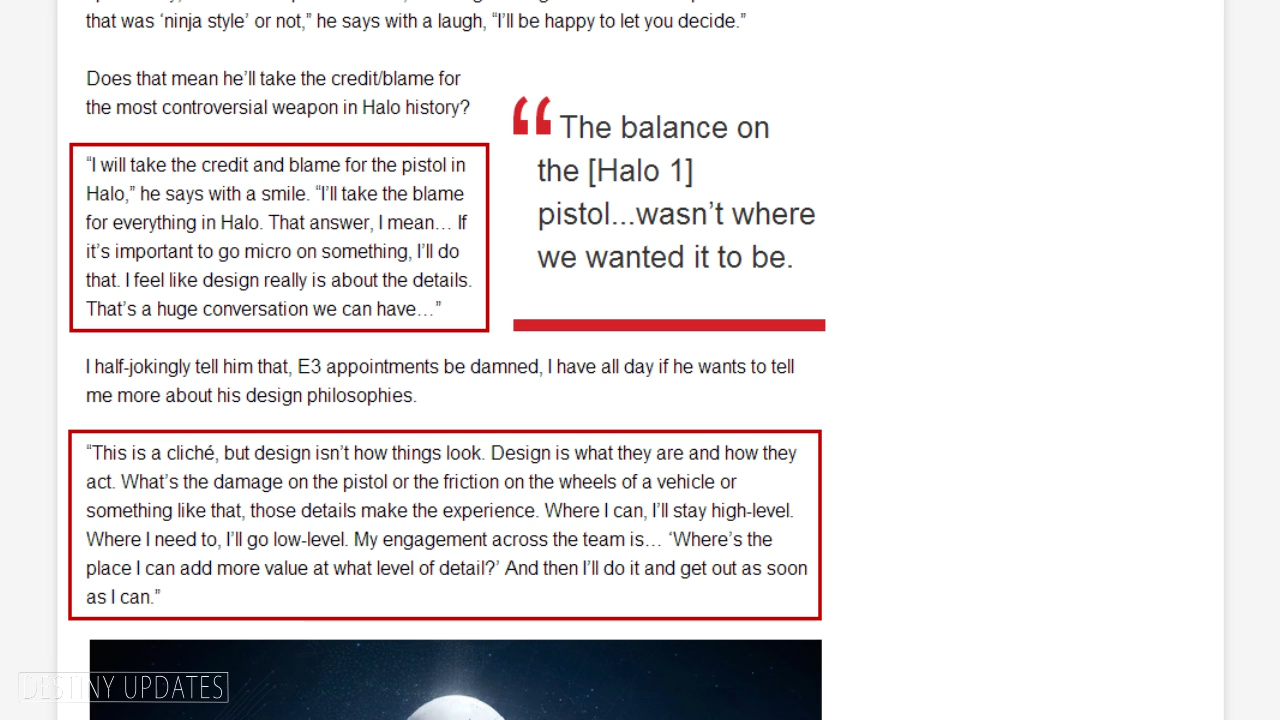 that was ‘ninja style’ or not,” he says with a laugh, “I’ll be happy to let you decide.”
Does that mean he’ll take the credit/blame for
the most controversial weapon in Halo history?
“I will take the credit and blame for the pistol in
Halo,” he says with a smile. “I’ll take the blame
for everything in Halo. That answer, I mean… If
it’s important to go micro on something, I’ll do
that. I feel like design really is about the details.
That’s a huge conversation we can have…”
“ The balance on
the [Halo 1]
pistol...wasn’t where
we wanted it to be.
I half-jokingly tell him that, E3 appointments be damned, I have all day if he wants to tell
me more about his design philosophies.
“This is a cliché, but design isn’t how things look. Design is what they are and how they
act. What’s the damage on the pistol or the friction on the wheels of a vehicle or
something like that, those details make the experience. Where I can, I’ll stay high-level.
Where I need to, I’ll go low-level. My engagement across the team is… ‘Where’s the
place I can add more value at what level of detail?’ And then I’ll do it and get out as soon
as I can.”
DESTINY UPDATES